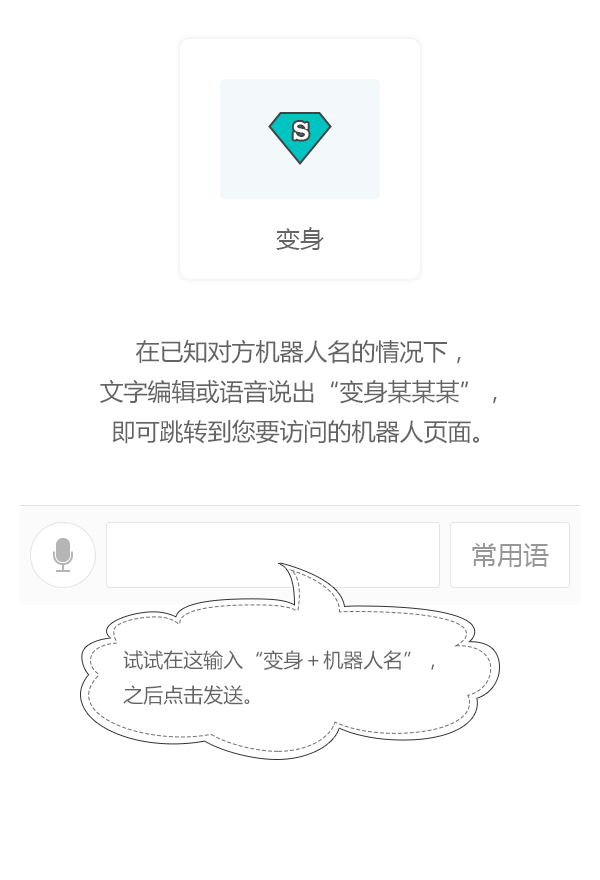 S
变身
在已知对方机器人名的情况下，
文字编辑或语音说出“变身某某某”，
即可跳转到您要访问的机器人页面。
常用语
试试在这输入“变身＋机器人名”，
之后点击发送。